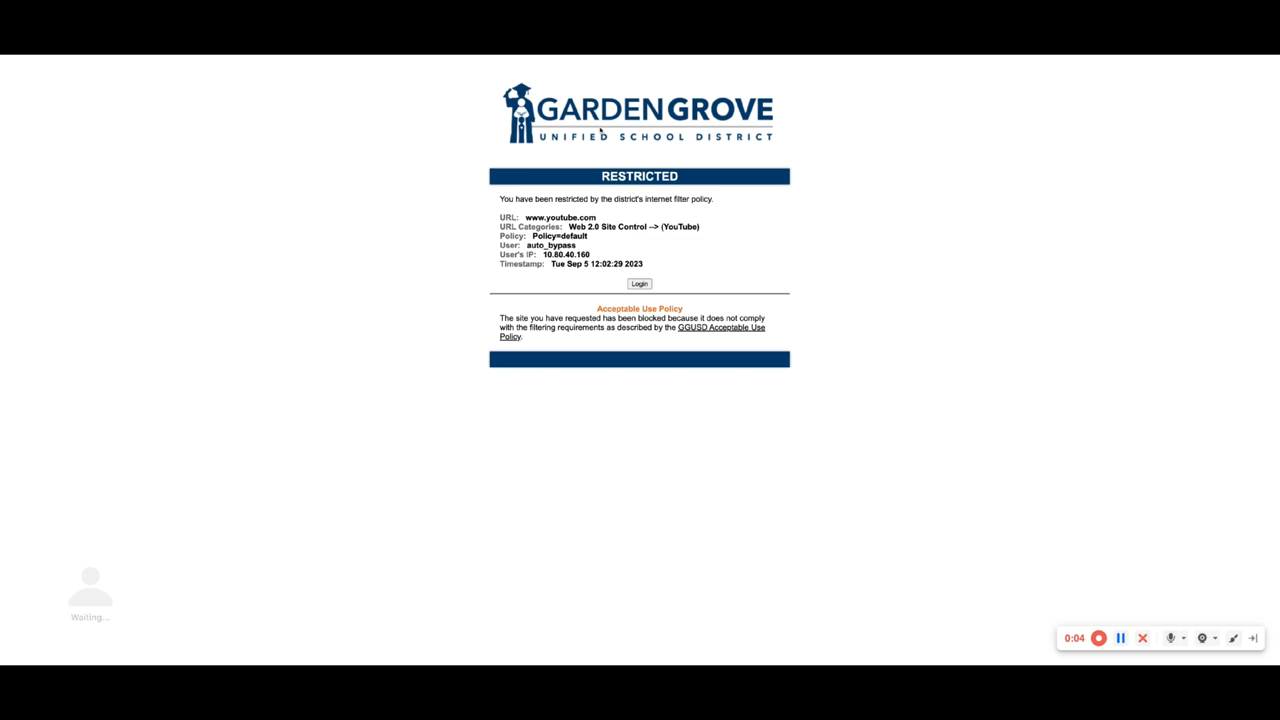 GARDEN GROVE
UNIFIED SCHOOL DISTRICT
RESTRICTED
You have been restricted by the district's internet filter policy.
URL: www.youtube.com
URL Categories: Web 2.0 Site Control --> (YouTube)
Policy: Policy=default
User: auto_bypass
User's IP: 10.80.40.160
Timestamp: Tue Sep 5 12:02:29 2023
Login
Acceptable Use Policy
The site you have requested has been blocked because it does not comply
with the filtering requirements as described by the GGUSD Acceptable Use
Policy.
Waiting...
0:04